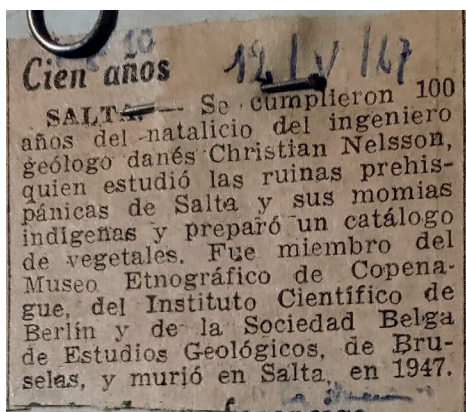 Cien años
12/V/67
SALTA — Se cumplieron 100
años del natalicio del ingeniero
geólogo danés Christian Nelsson,
quien estudió las ruinas prehis-
pánicas de Salta y sus momias
indígenas y preparó un catálogo
de vegetales. Fue miembro del
Museo Etnográfico de Copena-
gue, del Instituto Científico de
Berlín y de la Sociedad Belga
de Estudios Geológicos, de Bru-
selas, y murió en Salta, en 1947.